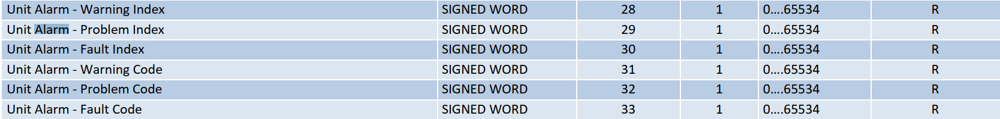 Unit Alarm - Warning Index SIGNED WORD 28 1 0....65534 R
Unit Alarm - Problem Index SIGNED WORD 29 1 0....65534 R
Unit Alarm - Fault Index SIGNED WORD 30 1 0....65534 R
Unit Alarm - Warning Code SIGNED WORD 31 1 0....65534 R
Unit Alarm - Problem Code SIGNED WORD 32 1 0....65534 R
Unit Alarm - Fault Code SIGNED WORD 33 1 0....65534 R